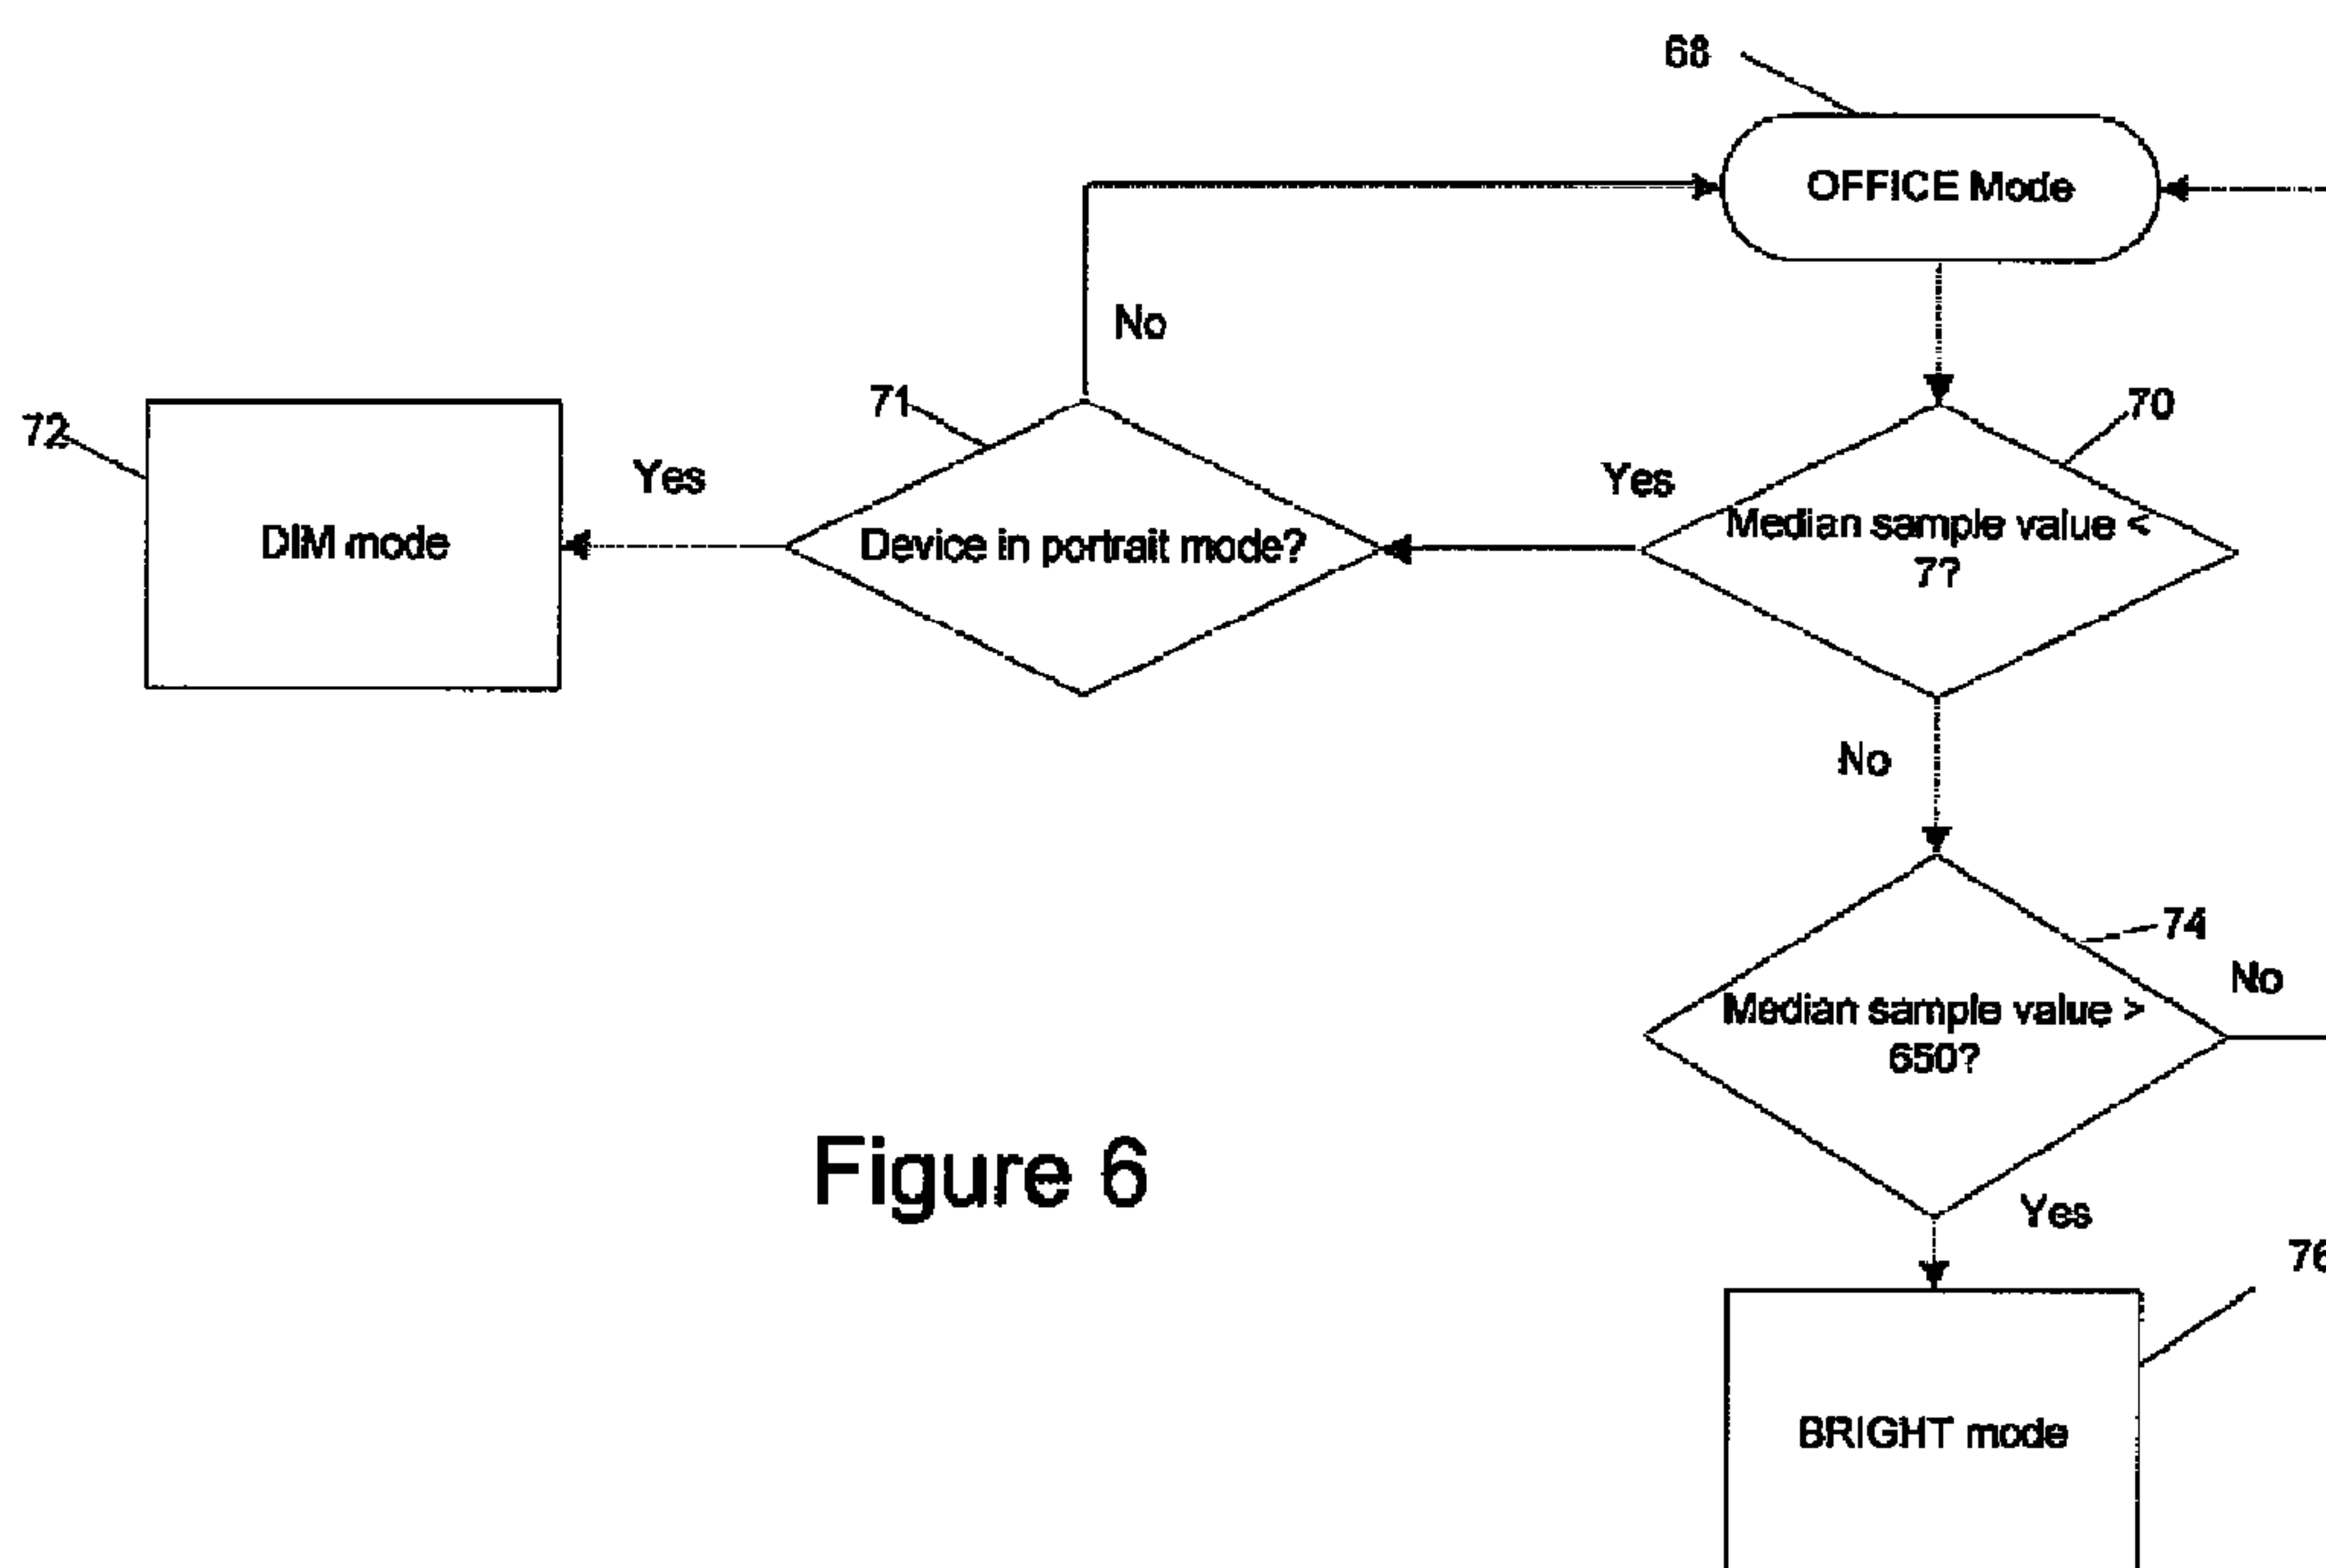 68
OFFICE Mode
No
71
70
72
Yes
Yes
DIM mode
Device in portrait mode?
Median sample value <
7?
No
74
No
Median sample value >
650?
Figure 6
Yes
76
BRIGHT mode